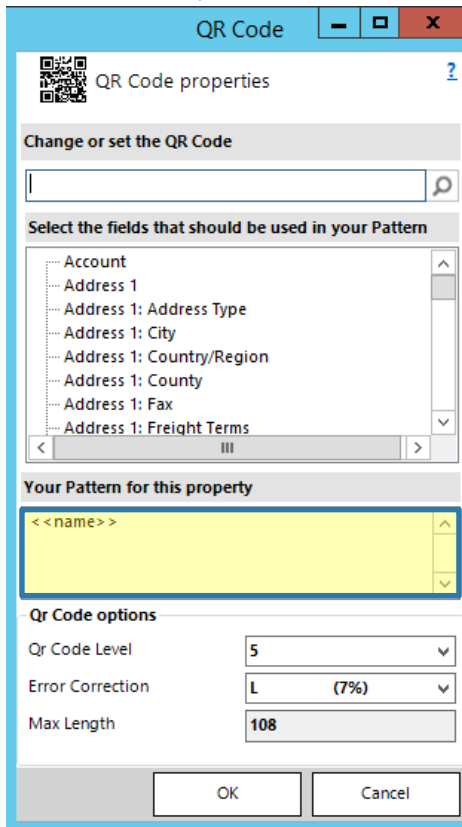 QR Code
QR Code properties ?
Change or set the QR Code
Select the fields that should be used in your Pattern
Account
Address 1
Address 1: Address Type
Address 1: City
Address 1: Country/Region
Address 1: County
Address 1: Fax
Address 1: Freight Terms
Your Pattern for this property
<<name>>
Qr Code options
Qr Code Level 5
Error Correction L (7%)
Max Length 108
OK Cancel